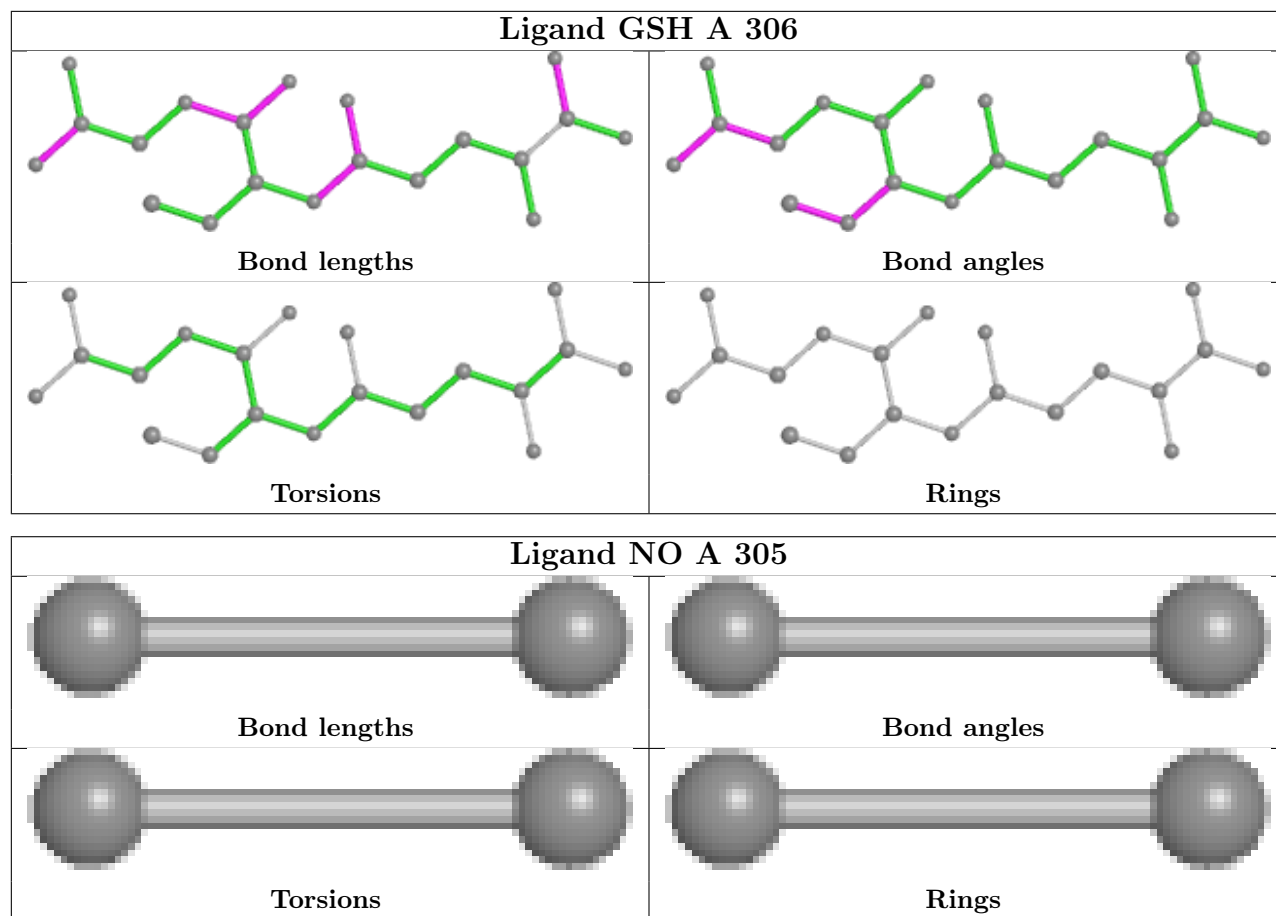 Ligand GSH A 306
Bond lengths
Bond angles
Torsions
Rings
Ligand NO A 305
Bond lengths
Bond angles
Torsions
Rings